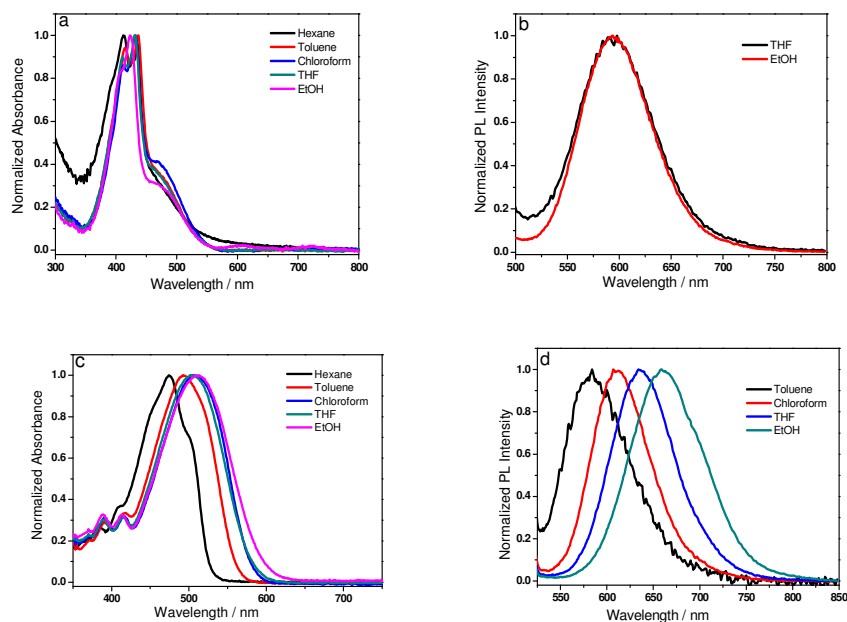 a
Hexane
Toluene
Chloroform
THF
EtOH
1.0
0.8
0.6
0.4
0.2
0.0
Normalized Absorbance
300 400 500 600 700 800
Wavelength / nm
b
THF
EtOH
1.0
0.8
0.6
0.4
0.2
0.0
Normalized PL Intensity
500 550 600 650 700 750 800
Wavelength / nm
c
Hexane
Toluene
Chloroform
THF
EtOH
1.0
0.8
0.6
0.4
0.2
0.0
Normalized Absorbance
400 500 600 700
Wavelength / nm
d
Toluene
Chloroform
THF
EtOH
1.0
0.8
0.6
0.4
0.2
0.0
Normalized PL Intensity
550 600 650 700 750 800 850
Wavelength / nm